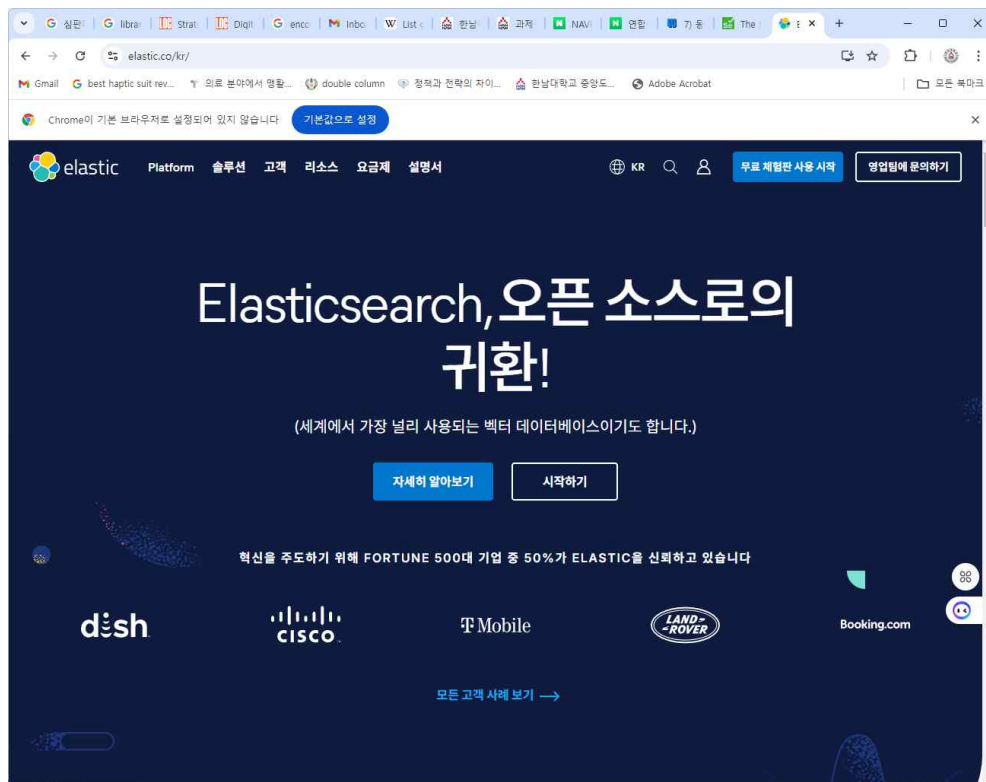 심판 libra Strat Digit enco Inbo List 한남 과제 NAVI 연합 7) 동 The
elastic.co/kr/
Gmail best haptic suit rev... 의료 분야에서 맹활... double column 정책과 전략의 차이... 한남대학교 중앙도... Adobe Acrobat 모든 북마크
Chrome이 기본 브라우저로 설정되어 있지 않습니다 기본값으로 설정
elastic Platform 솔루션 고객 리소스 요금제 설명서 KR 무료 체험판 사용 시작 영업팀에 문의하기
Elasticsearch, 오픈 소스로의
귀환!
(세계에서 가장 널리 사용되는 벡터 데이터베이스이기도 합니다.)
자세히 알아보기 시작하기
혁신을 주도하기 위해 FORTUNE 500대 기업 중 50%가 ELASTIC을 신뢰하고 있습니다
dish CISCO T Mobile LAND-ROVER Booking.com
모든 고객 사례 보기 →